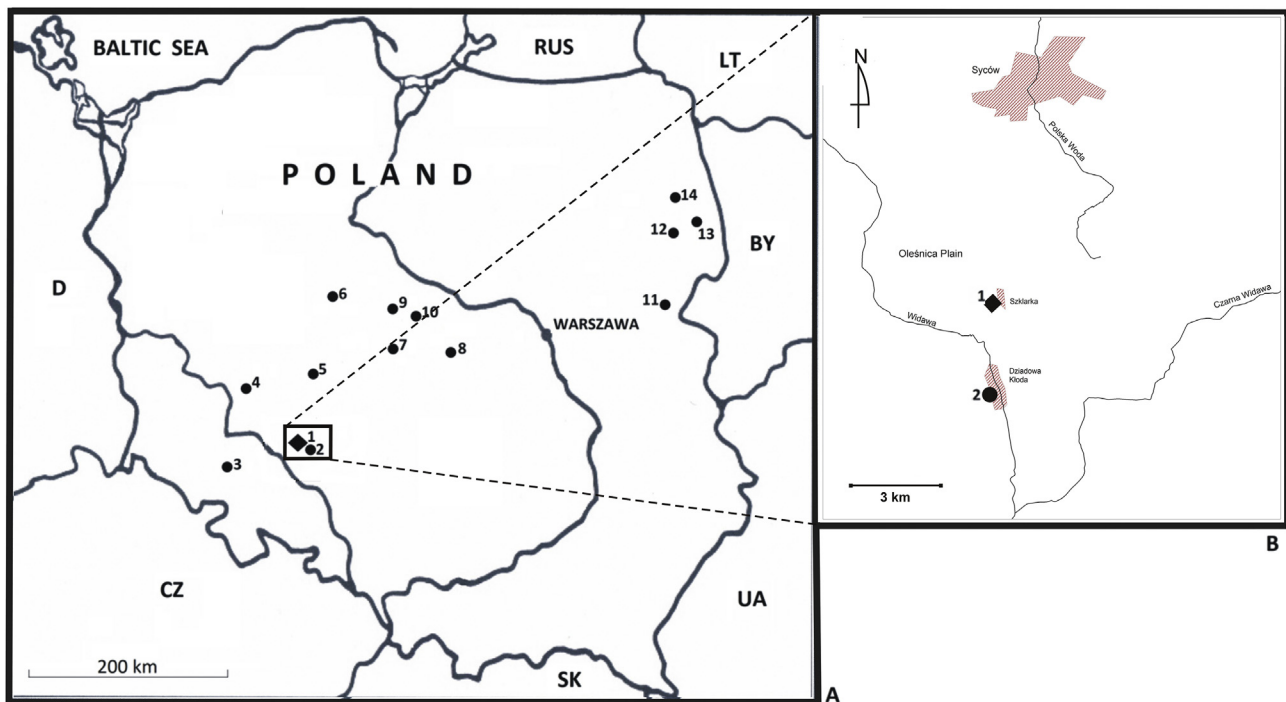 BALTIC SEA
RUS
LT
POLAND
14
12
13
BY
D
6
9
10
11
WARSZAWA
7
8
5
4
1
2
3
CZ
UA
200 km
SK
A
N
Syców
Polska Woda
Oleśnica Plain
1
Szklarka
Czarna Widawa
Widawa
Dziadowa
Kłoda
2
3 km
B